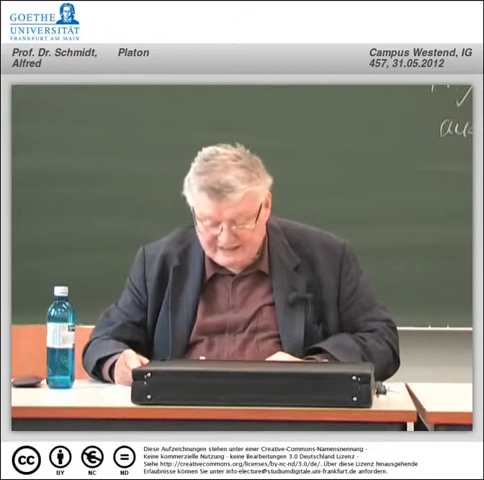 GOETHE
UNIVERSITÄT
FRANKFURT AM MAIN
Prof. Dr. Schmidt, Alfred
Platon
Campus Westend, IG 457, 31.05.2012
cc BY NC ND
Diese Aufzeichnungen stehen unter einer Creative-Commons-Namensnennung -
Keine kommerzielle Nutzung - keine Bearbeitungen 3.0 Deutschland Lizenz -
Siehe http://creativecommons.org/licenses/by-nc-nd/3.0/de/. Über diese Lizenz hinausgehende
Erlaubnisse können Sie unter info-electure@studiumdigitale.uni-frankfurt.de anfordern.